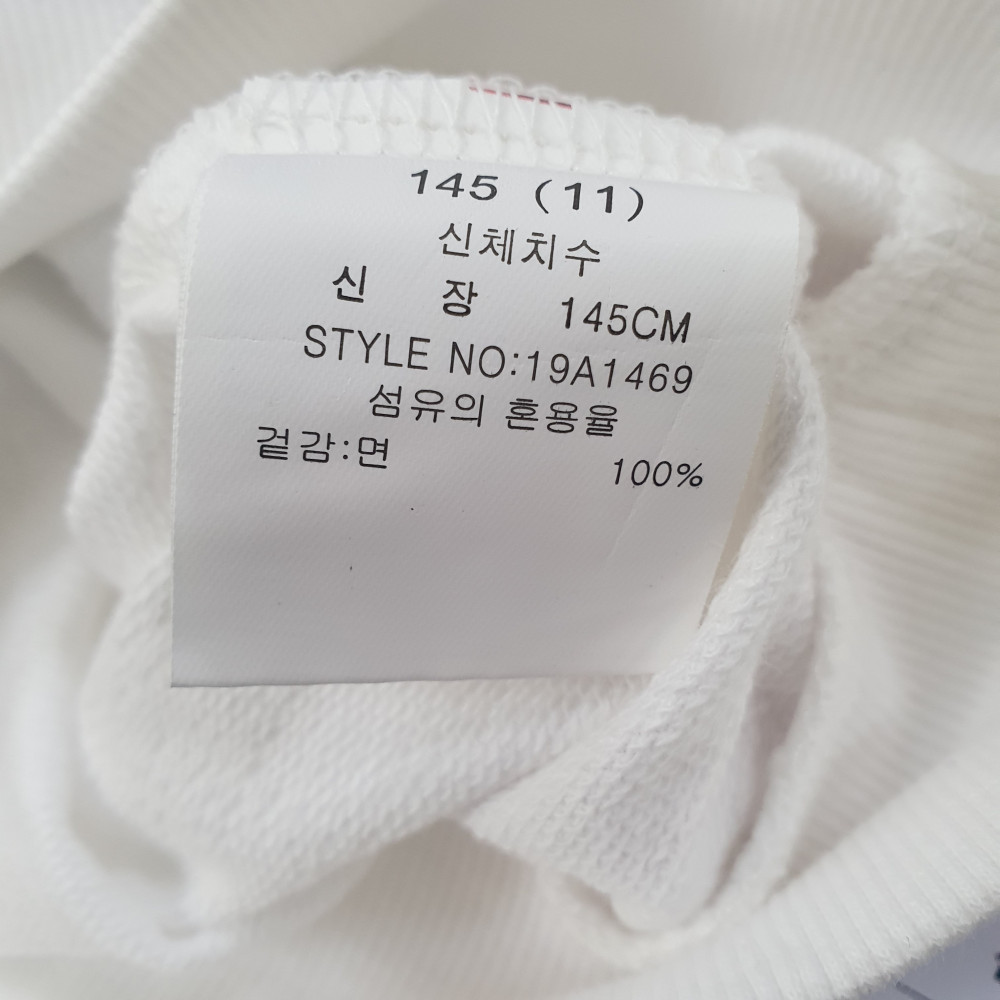 145 (11)
신체치수
신 장 145CM
STYLE NO:19A1469
섬유의 혼용율
겉감:면 100%